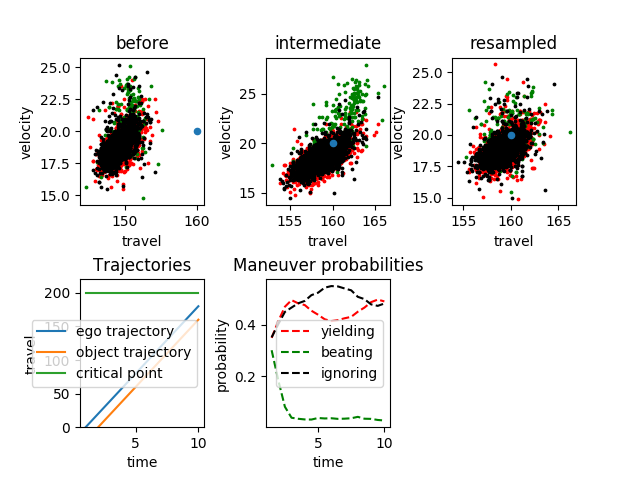 before
intermediate
resampled
25.0
22.5
20.0
17.5
15.0
velocity
150
160
travel
25
20
15
velocity
155
160
165
travel
25.0
22.5
20.0
17.5
15.0
velocity
155
160
165
travel
Trajectories
Maneuver probabilities
200
150
100
50
0
travel
ego trajectory
object trajectory
critical point
5
10
time
0.4
0.2
probability
yielding
beating
ignoring
5
10
time